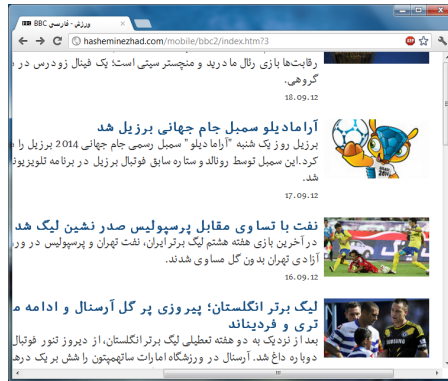 ورزش - فارسی BBC
hasheminezhad.com/mobile/bbc2/index.htm?3
رقابت‌ها بازی رئال مادرید و منچستر سیتی است؛ یک فینال زودرس در
گروهی.
18.09.12
آرامادیلو سمبل جام جهانی برزیل شد
برزیل روز یک شنبه "آرامادیلو" سمبل رسمی جام جهانی 2014 برزیل را
کرد.این سمبل توسط رونالدو ستاره سابق فوتبال برزیل در برنامه تلویزیونی
شد.
17.09.12
نفت با تساوی مقابل پرسپولیس صدر نشین لیگ شد
در آخرین بازی هفته هشتم لیگ برتر ایران، نفت تهران و پرسپولیس در
آزادی تهران بدون گل مساوی شدند.
16.09.12
لیگ برتر انگلستان؛ پیروزی پر گل آرسنال و ادامه
تری و فردیناند
بعد از نزدیک به دو هفته تعطیلی لیگ برتر انگلستان، از دیروز تنور فوتبال
دوباره داغ شد. آرسنال در ورزشگاه امارات ساتهمپتون را شش بر یک